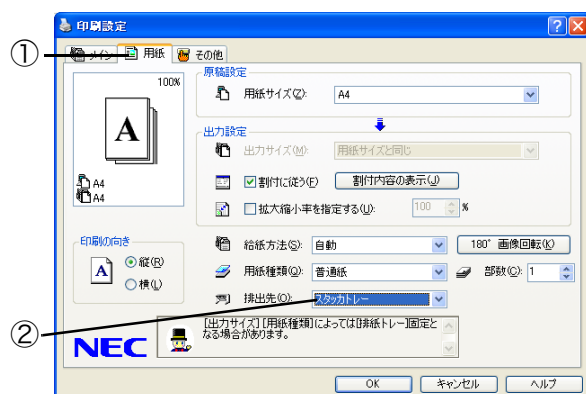 印刷設定
①
メイン 用紙 その他
100%
A
A4
A4
原稿設定
用紙サイズ(Z): A4
出力設定
出力サイズ(M): 用紙サイズと同じ
割付に従う(F) 割付内容の表示(J)
拡大縮小率を指定する(U): 100 %
印刷の向き
A 縦(R)
横(L)
給紙方法(S): 自動 180° 画像回転(K)
用紙種類(Q): 普通紙 部数(C): 1
排出先(O): スタッカトレー
②
NEC
[出力サイズ][用紙種類]によっては[排紙トレー]固定と
なる場合があります。
OK キャンセル ヘルプ